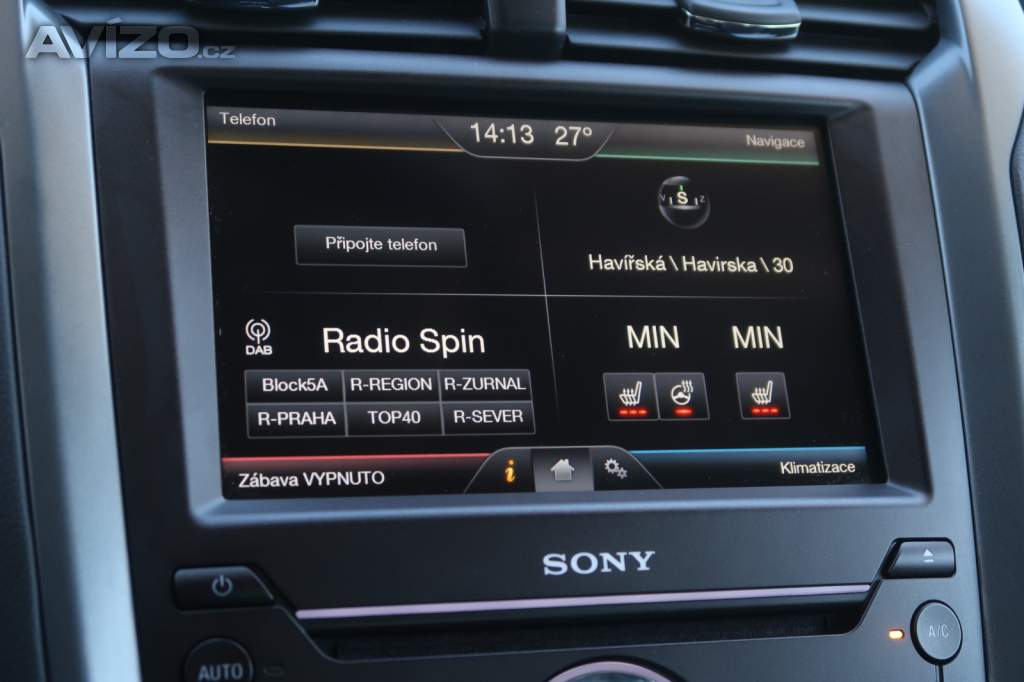 AVÍZO.cz
Telefon
14:13 27°
Navigace
V S Z
Připojte telefon
Havířská \ Havirska \ 30
DAB
Radio Spin
MIN MIN
Block5A R-REGION R-ZURNAL
R-PRAHA TOP40 R-SEVER
Zábava VYPNUTO
i
Klimatizace
SONY
AUTO
A/C